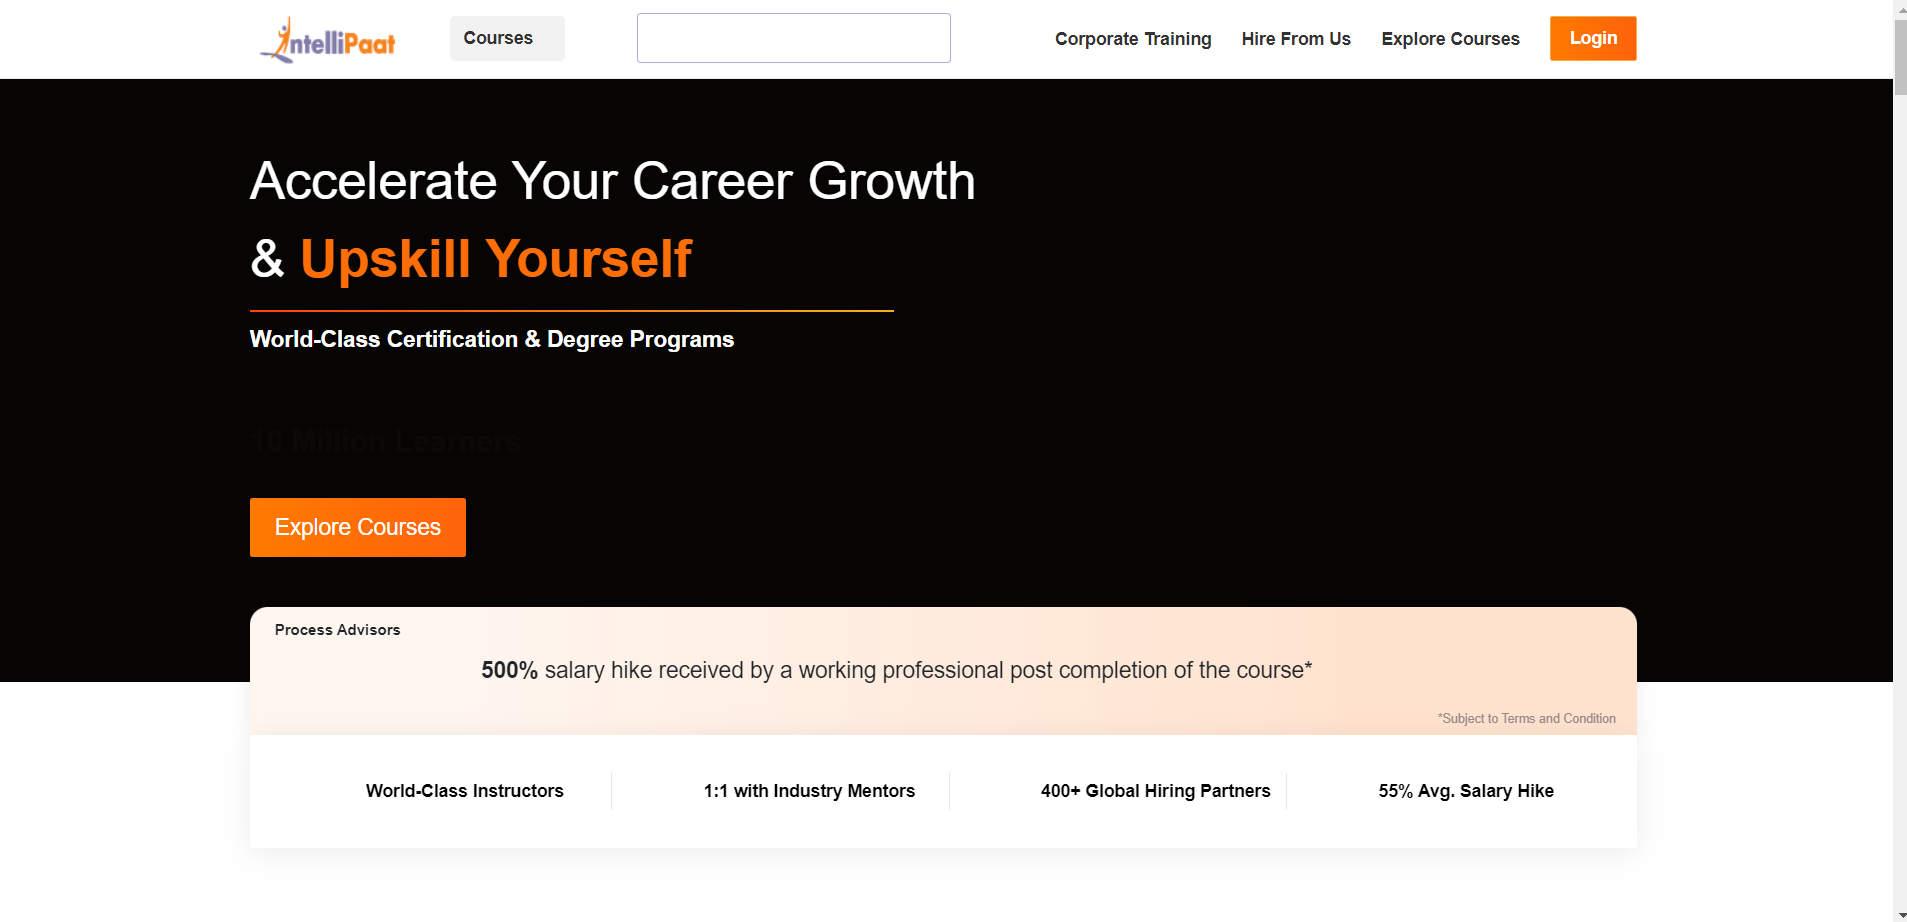 IntelliPaat
Courses
Corporate Training
Hire From Us
Explore Courses
Login
Accelerate Your Career Growth
& Upskill Yourself
World-Class Certification & Degree Programs
10 Million Learners
Explore Courses
Process Advisors
500% salary hike received by a working professional post completion of the course*
*Subject to Terms and Condition
World-Class Instructors
1:1 with Industry Mentors
400+ Global Hiring Partners
55% Avg. Salary Hike